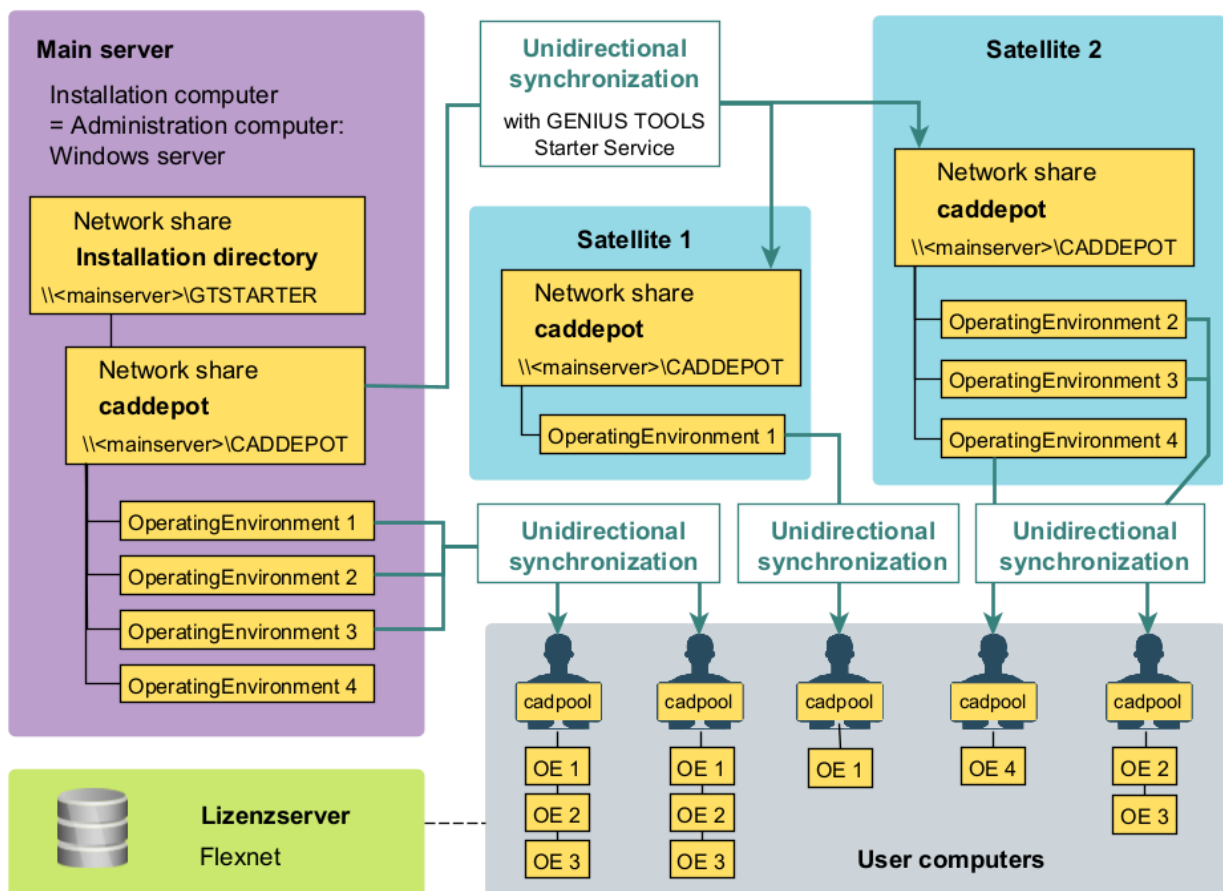 Main server
Installation computer
= Administration computer:
Windows server
Network share
Installation directory
\\<mainserver>\GTSTARTER
Network share
caddepot
\\<mainserver>\CADDEPOT
OperatingEnvironment 1
OperatingEnvironment 2
OperatingEnvironment 3
OperatingEnvironment 4
Unidirectional
synchronization
with GENIUS TOOLS
Starter Service
Satellite 1
Network share
caddepot
\\<mainserver>\CADDEPOT
OperatingEnvironment 1
Satellite 2
Network share
caddepot
\\<mainserver>\CADDEPOT
OperatingEnvironment 2
OperatingEnvironment 3
OperatingEnvironment 4
Unidirectional
synchronization
Unidirectional
synchronization
Unidirectional
synchronization
cadpool
OE 1
OE 2
OE 3
cadpool
OE 1
OE 2
OE 3
cadpool
OE 1
cadpool
OE 4
cadpool
OE 2
OE 3
User computers
Lizenzserver
Flexnet